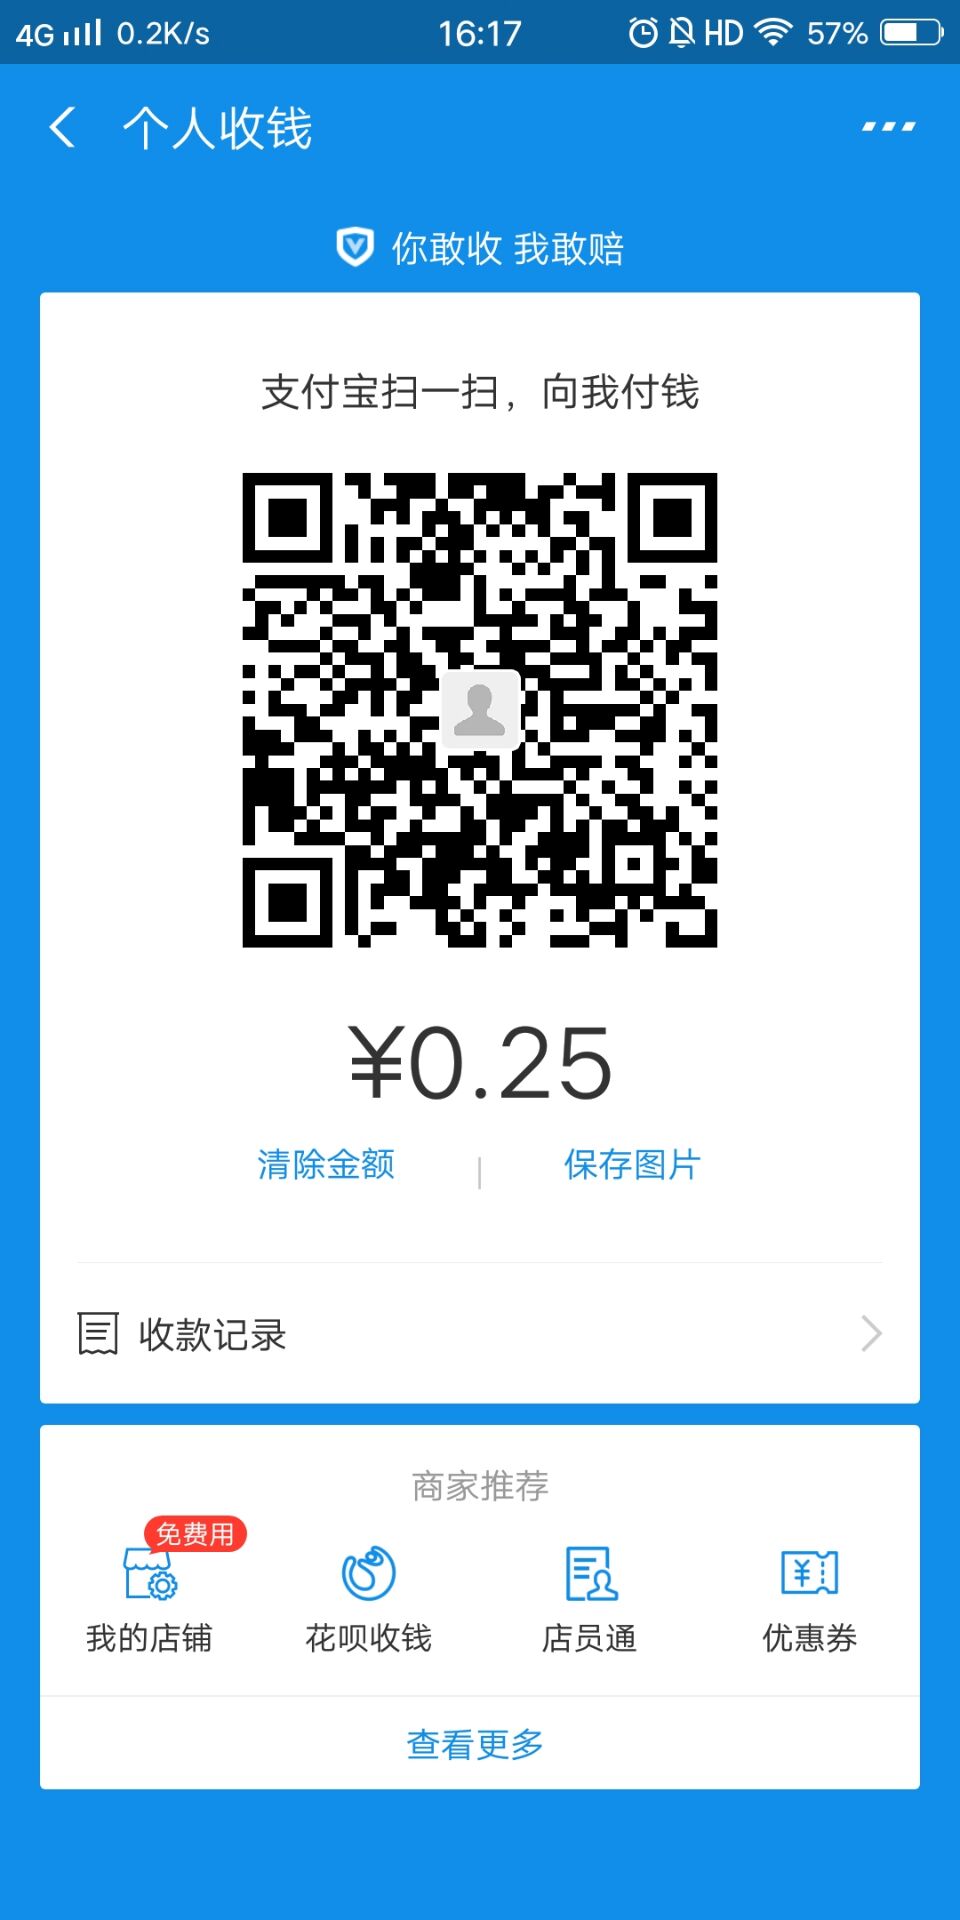 4G 0.2K/s 16:17 HD 57%
个人收钱
你敢收 我敢赔
支付宝扫一扫，向我付钱
¥0.25
清除金额 | 保存图片
收款记录
商家推荐
免费用
我的店铺 花呗收钱 店员通 优惠券
查看更多